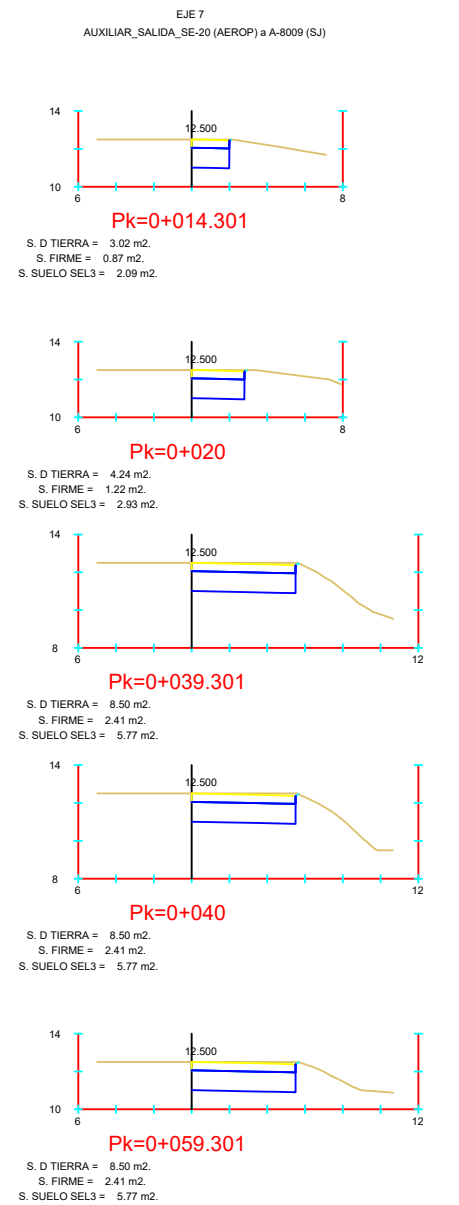 EJE 7
AUXILIAR_SALIDA_SE-20 (AEROP) a A-8009 (SJ)
14
12.500
10
6 8
Pk=0+014.301
S. D TIERRA = 3.02 m2.
S. FIRME = 0.87 m2.
S. SUELO SEL3 = 2.09 m2.
14
12.500
10
6 8
Pk=0+020
S. D TIERRA = 4.24 m2.
S. FIRME = 1.22 m2.
S. SUELO SEL3 = 2.93 m2.
14
12.500
8
6 12
Pk=0+039.301
S. D TIERRA = 8.50 m2.
S. FIRME = 2.41 m2.
S. SUELO SEL3 = 5.77 m2.
14
12.500
8
6 12
Pk=0+040
S. D TIERRA = 8.50 m2.
S. FIRME = 2.41 m2.
S. SUELO SEL3 = 5.77 m2.
14
12.500
10
6 12
Pk=0+059.301
S. D TIERRA = 8.50 m2.
S. FIRME = 2.41 m2.
S. SUELO SEL3 = 5.77 m2.